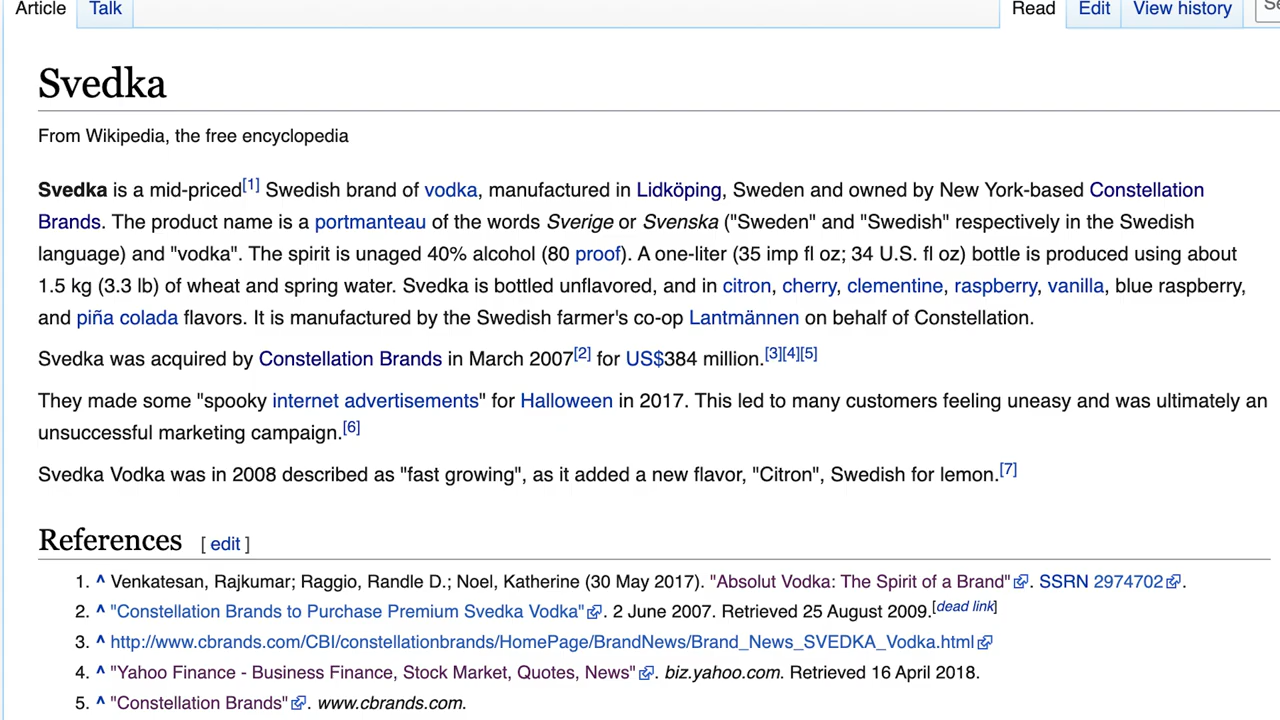 Article Talk Read Edit View history Se
Svedka
From Wikipedia, the free encyclopedia
Svedka is a mid-priced[1] Swedish brand of vodka, manufactured in Lidköping, Sweden and owned by New York-based Constellation
Brands. The product name is a portmanteau of the words Sverige or Svenska ("Sweden" and "Swedish" respectively in the Swedish
language) and "vodka". The spirit is unaged 40% alcohol (80 proof). A one-liter (35 imp fl oz; 34 U.S. fl oz) bottle is produced using about
1.5 kg (3.3 lb) of wheat and spring water. Svedka is bottled unflavored, and in citron, cherry, clementine, raspberry, vanilla, blue raspberry,
and piña colada flavors. It is manufactured by the Swedish farmer's co-op Lantmännen on behalf of Constellation.
Svedka was acquired by Constellation Brands in March 2007[2] for US$384 million.[3][4][5]
They made some "spooky internet advertisements" for Halloween in 2017. This led to many customers feeling uneasy and was ultimately an
unsuccessful marketing campaign.[6]
Svedka Vodka was in 2008 described as "fast growing", as it added a new flavor, "Citron", Swedish for lemon.[7]
References [ edit ]
1. ^ Venkatesan, Rajkumar; Raggio, Randle D.; Noel, Katherine (30 May 2017). "Absolut Vodka: The Spirit of a Brand". SSRN 2974702.
2. ^ "Constellation Brands to Purchase Premium Svedka Vodka". 2 June 2007. Retrieved 25 August 2009.[dead link]
3. ^ http://www.cbrands.com/CBI/constellationbrands/HomePage/BrandNews/Brand_News_SVEDKA_Vodka.html
4. ^ "Yahoo Finance - Business Finance, Stock Market, Quotes, News". biz.yahoo.com. Retrieved 16 April 2018.
5. ^ "Constellation Brands". www.cbrands.com.